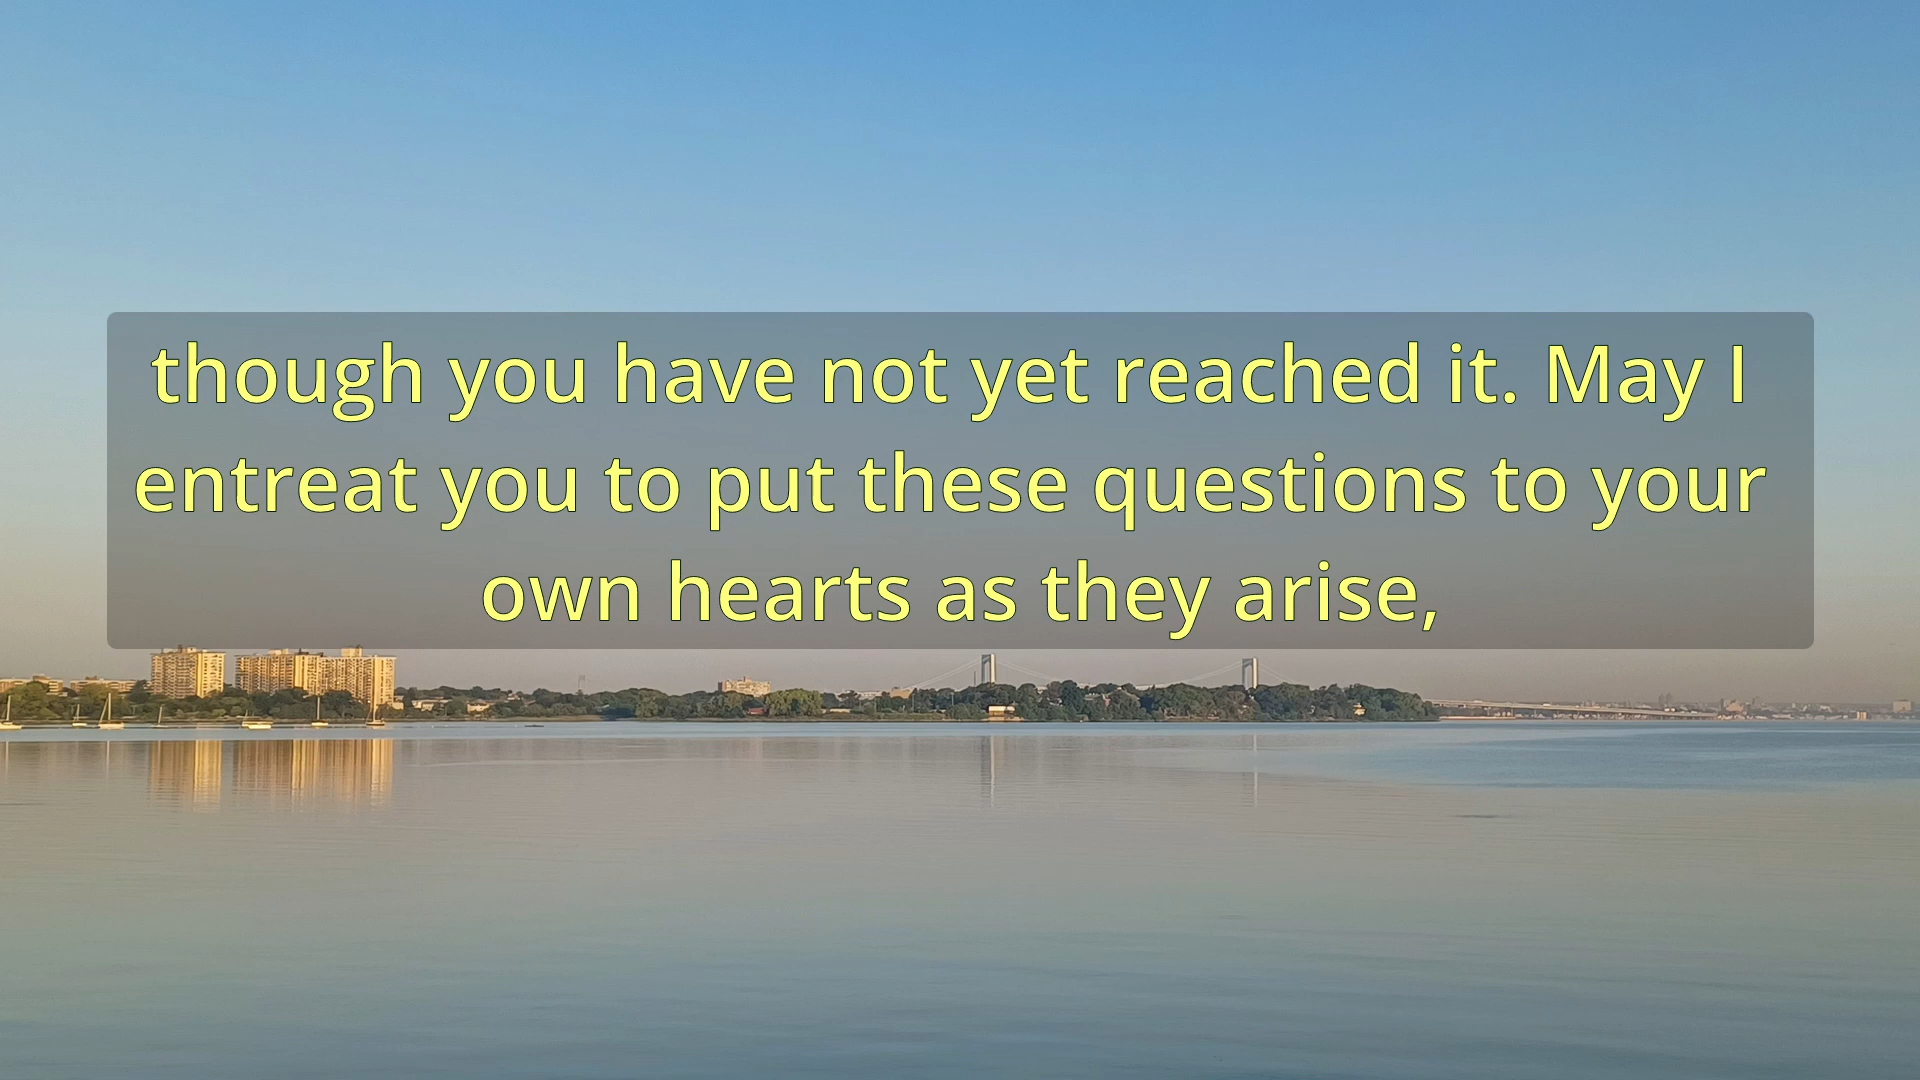 though you have not yet reached it. May I
entreat you to put these questions to your
own hearts as they arise,